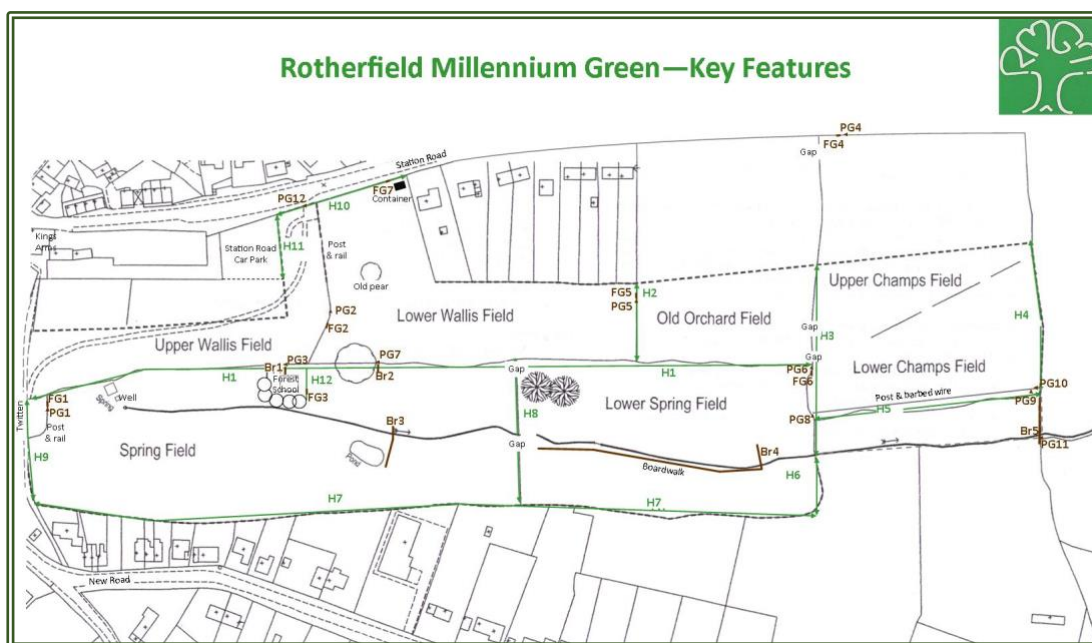 Rotherfield Millennium Green—Key Features
PG4
FG4
Gap
Station Road
FG7
Container
PG12
H10
Kings
Arms
H11
Station Road
Car Park
Post
& rail
Old pear
Upper Champs Field
FG5
H2
PG5
PG2
FG2
Lower Wallis Field
Old Orchard Field
Gap
H3
H4
Upper Wallis Field
PG3
PG7
Br1
Br2
Gap
Gap
Lower Champs Field
H1
Forest
School
H12
FG3
H1
PG6
FG6
PG10
PG9
Post & barbed wire
H5
FG1
PG1
Spring
Well
Twitten
Post
& rail
H8
Lower Spring Field
PG8
Br3
Br5
PG11
Spring Field
Pond
Gap
Br4
Boardwalk
H6
H9
H7
H7
New Road